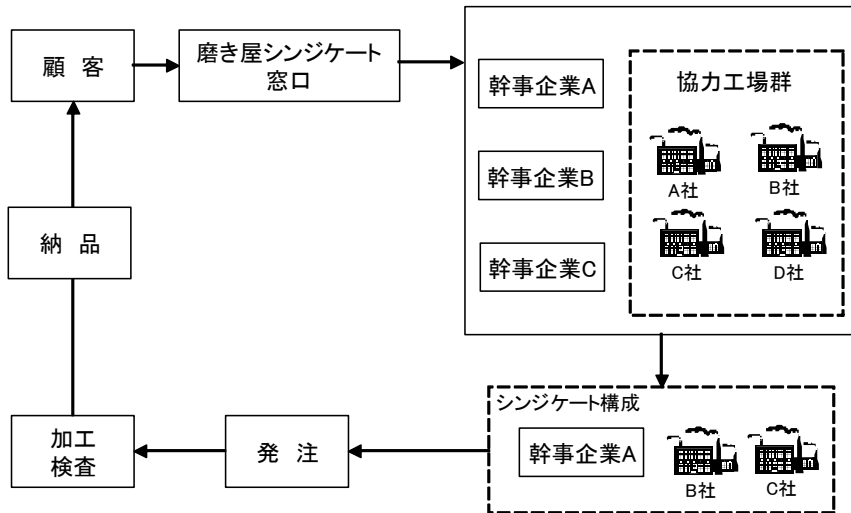 顧 客
磨き屋シンジケート
窓口
幹事企業A
幹事企業B
幹事企業C
協力工場群
A社
B社
C社
D社
シンジケート構成
幹事企業A
B社
C社
発 注
加工
検査
納 品